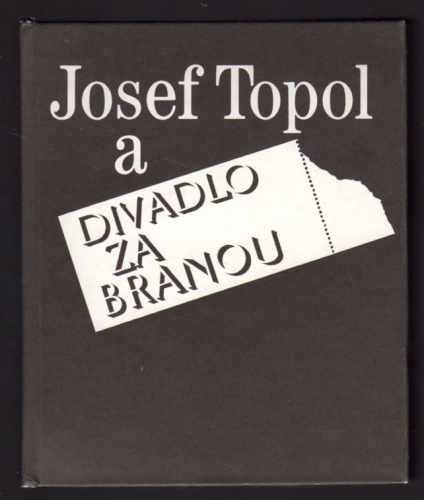 Josef Topol
a
DIVADLO
ZA
BRANOU